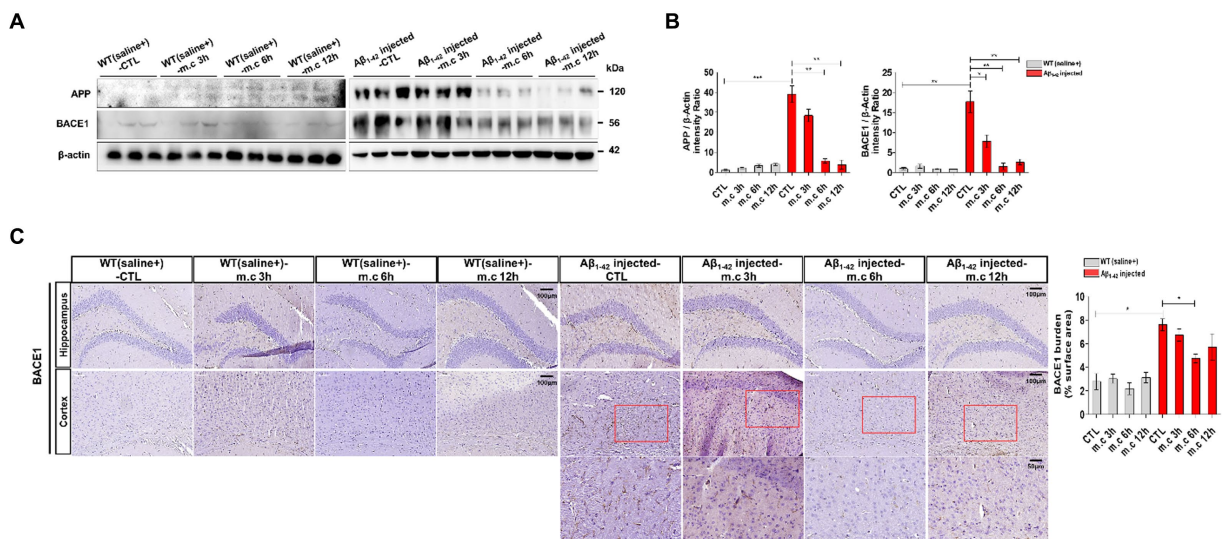 A
WT(saline+)
-CTL
WT(saline+)
-m.c 3h
WT(saline+)
-m.c 6h
WT(saline+)
-m.c 12h
Aβ1-42 injected
-CTL
Aβ1-42 injected
-m.c 3h
Aβ1-42 injected
-m.c 6h
Aβ1-42 injected
-m.c 12h
kDa
APP
120
BACE1
56
β-actin
42
B
APP / β-Actin
intensity Ratio
50
40
30
20
10
0
***
**
**
CTL
m.c 3h
m.c 6h
m.c 12h
CTL
m.c 3h
m.c 6h
m.c 12h
BACE1 / β-Actin
intensity Ratio
25
20
15
10
5
0
**
**
**
*
CTL
m.c 3h
m.c 6h
m.c 12h
CTL
m.c 3h
m.c 6h
m.c 12h
WT (saline+)
Aβ1-42 injected
C
WT(saline+)
-CTL
WT(saline+)-
m.c 3h
WT(saline+)-
m.c 6h
WT(saline+)-
m.c 12h
Aβ1-42 injected-
CTL
Aβ1-42 injected-
m.c 3h
Aβ1-42 injected-
m.c 6h
Aβ1-42 injected-
m.c 12h
BACE1
Hippocampus
100μm
100μm
100μm
100μm
Cortex
100μm
100μm
50μm
WT (saline+)
Aβ1-42 injected
BACE1 burden
(% surface area)
10
8
6
4
2
0
#
*
CTL
m.c 3h
m.c 6h
m.c 12h
CTL
m.c 3h
m.c 6h
m.c 12h